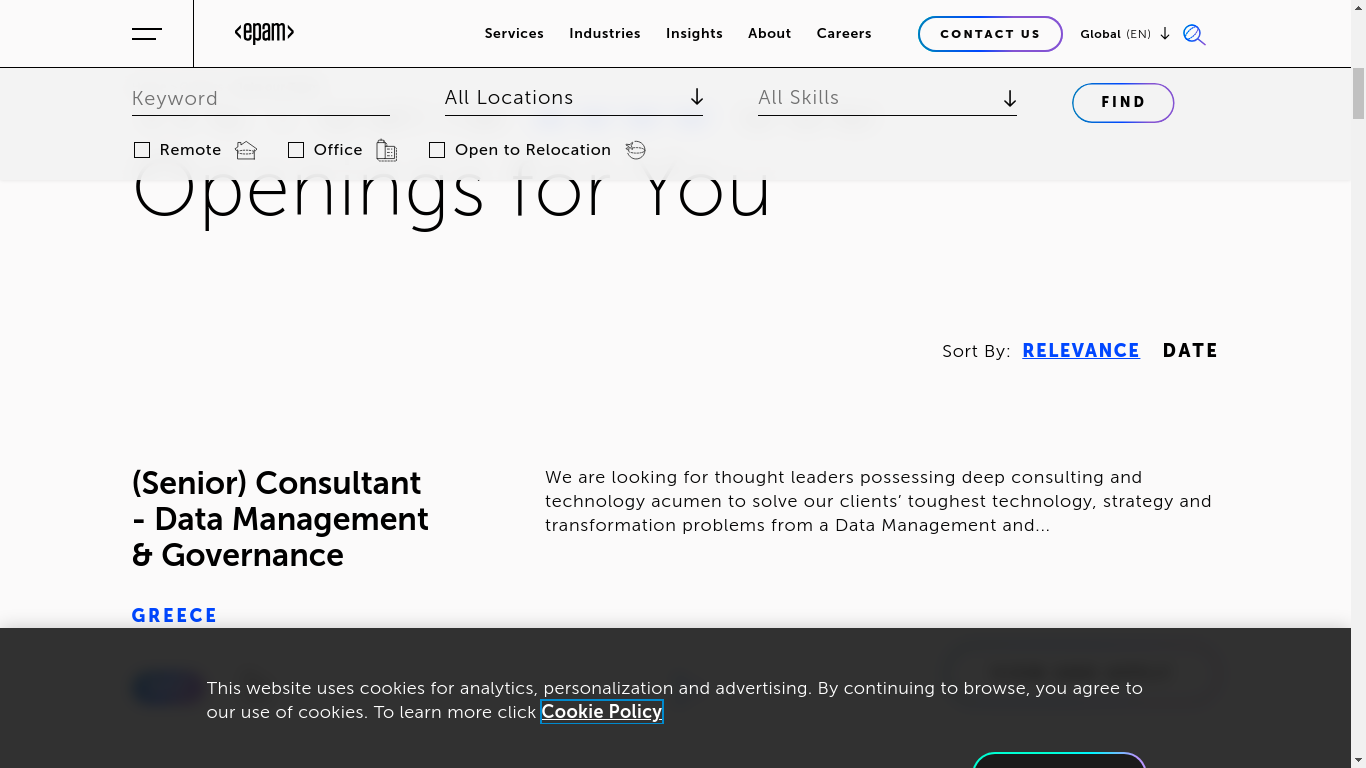 <epam>
Services Industries Insights About Careers CONTACT US Global (EN)
Keyword All Locations All Skills FIND
Remote Office Open to Relocation
Openings for You
Sort By: RELEVANCE DATE
(Senior) Consultant
- Data Management
& Governance
We are looking for thought leaders possessing deep consulting and
technology acumen to solve our clients’ toughest technology, strategy and
transformation problems from a Data Management and...
GREECE
This website uses cookies for analytics, personalization and advertising. By continuing to browse, you agree to
our use of cookies. To learn more click Cookie Policy